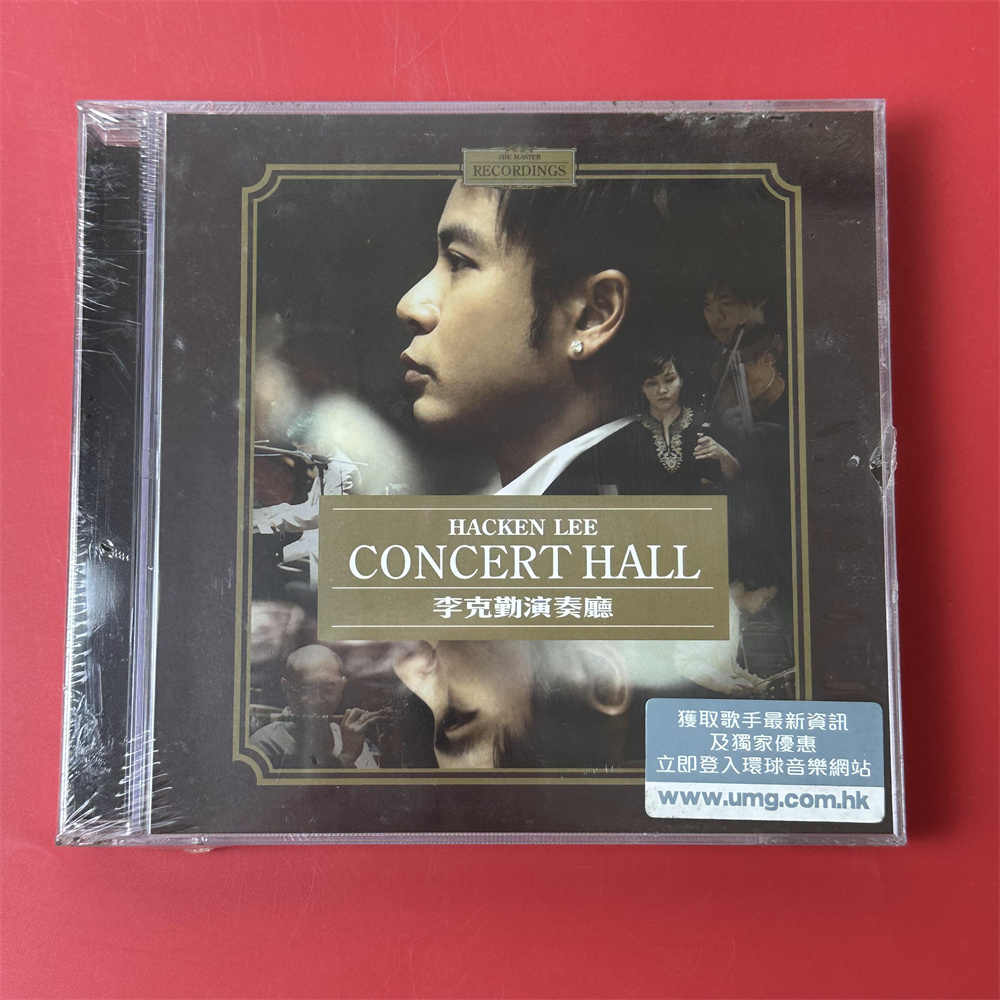 THE MASTER
RECORDINGS
HACKEN LEE
CONCERT HALL
李克勤演奏廳
獲取歌手最新資訊
及獨家優惠
立即登入環球音樂網站
www.umg.com.hk